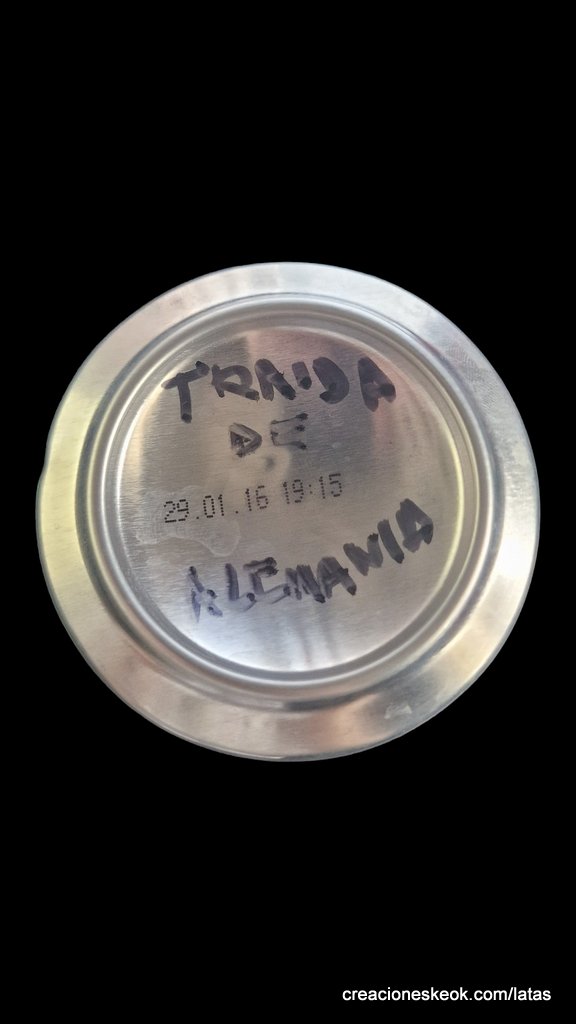 TRAIDA
DE
29.01.16 19:15
ALEMANIA
creacioneskeok.com/latas